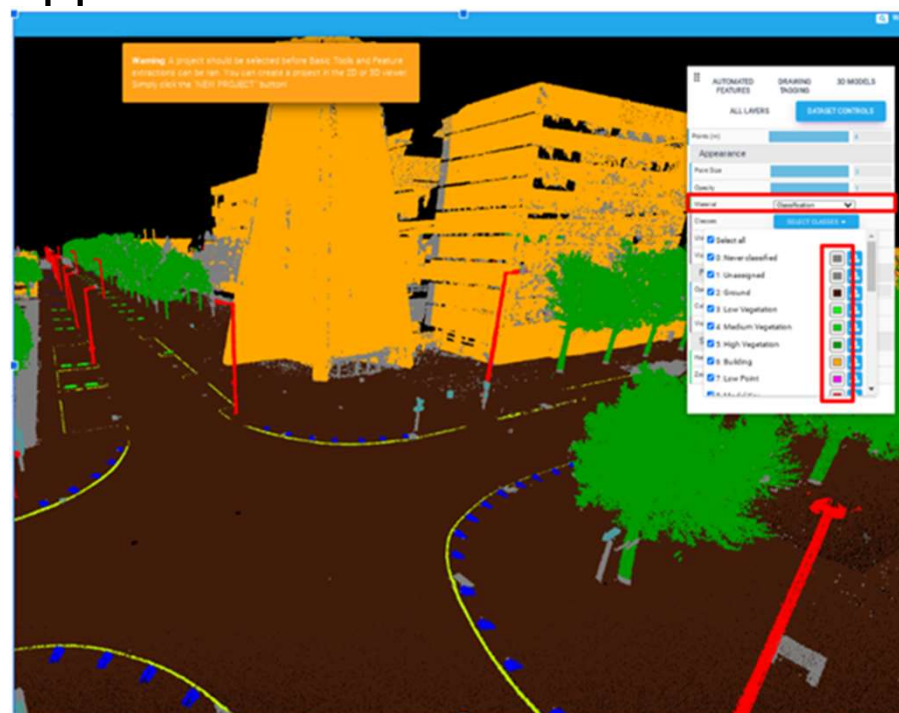 Warning A project should be selected before Basic Tools and Feature
extractions can be ran. You can create a project in the 2D or 3D viewer
Simply click the "NEW PROJECT" button
AUTOMATED FEATURES
DRAWING TAGGING
3D MODELS
ALL LAYERS
DATASET CONTROLS
Points (m)
Appearance
Point Size
Opacity
Material
Classification
Classes
SELECT CLASSES
Select all
0: Never classified
1: Unassigned
2: Ground
3: Low Vegetation
4: Medium Vegetation
5: High Vegetation
6: Building
7: Low Point